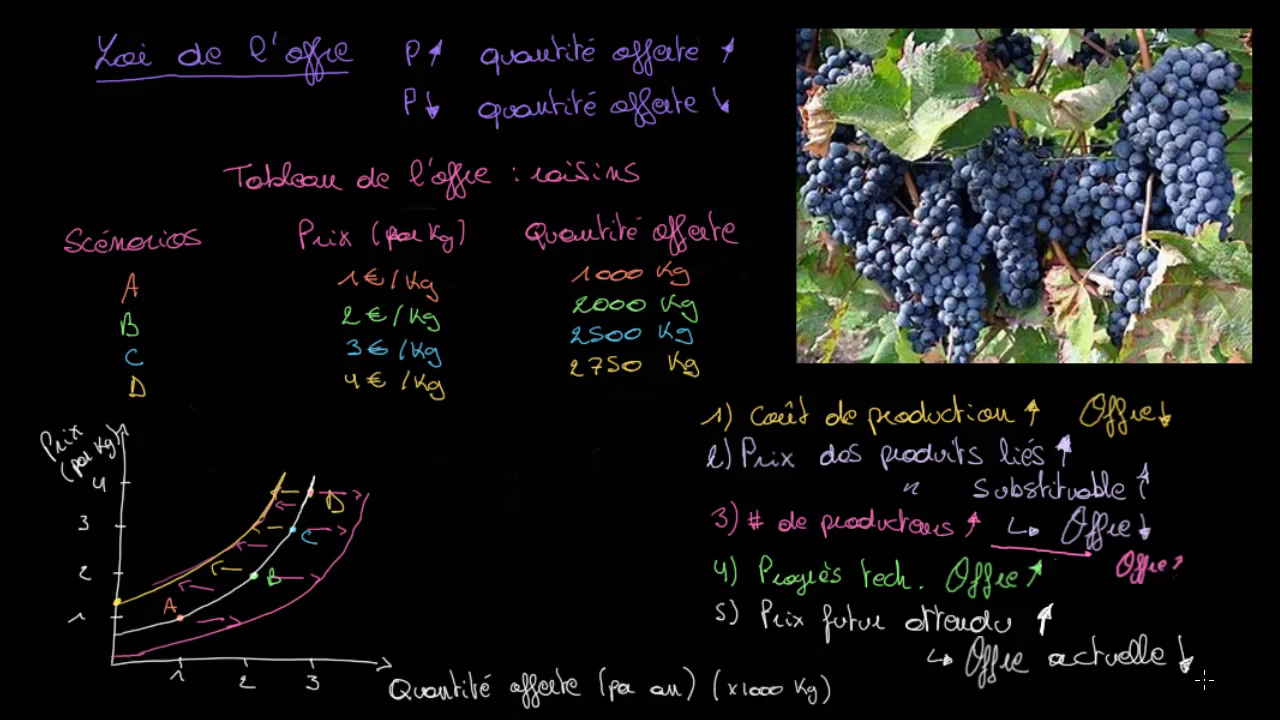 Loi de l'offre P↑ quantité offerte ↑
P↓ quantité offerte ↓
Tableau de l'offre : raisins
Scénarios Prix (par Kg) Quantité offerte
A 1 €/Kg 1000 Kg
B 2 €/Kg 2000 Kg
C 3 €/Kg 2500 Kg
D 4 €/Kg 2750 Kg
1) Coût de production ↑ Offre ↓
2) Prix des produits liés ↑
" substituable ↑
↳ Offre ↓
3) # de producteurs ↑
Offre ↑
4) Progrès tech. Offre ↑
5) Prix futur attendu ↑
↳ Offre actuelle ↓
Prix
(par Kg)
4
3
2
1
A
B
C
D
1 2 3
Quantité offerte (par an) (x1000 Kg)